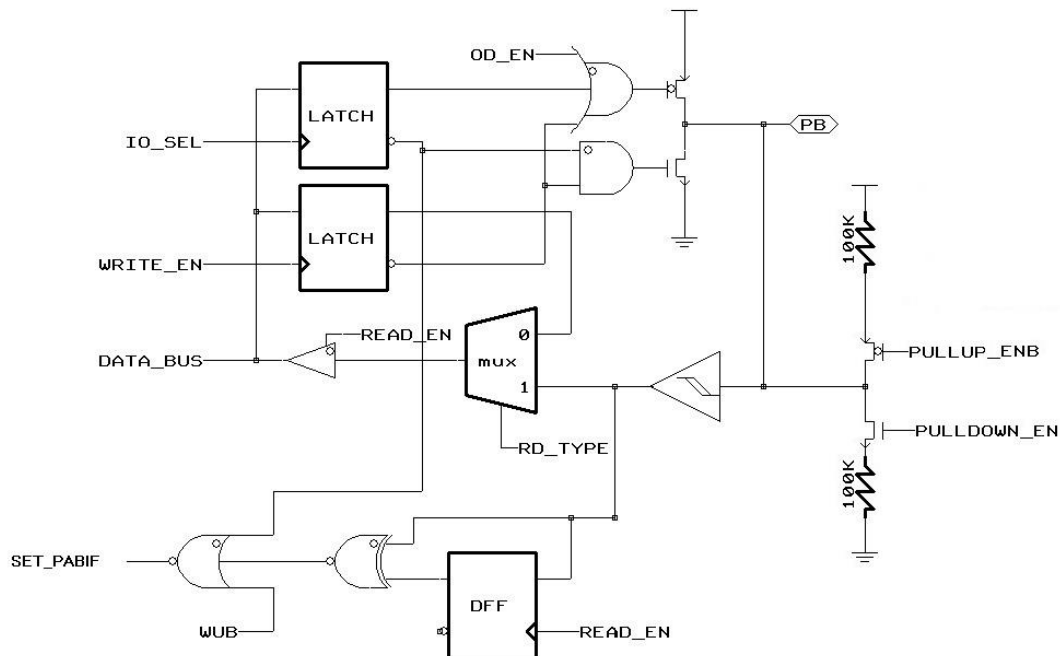 OD_EN
LATCH
PB
IO_SEL
100K
LATCH
WRITE_EN
READ_EN
0
DATA_BUS
mux
PULLUP_ENB
1
PULLDOWN_EN
RD_TYPE
100K
SET_PABIF
DFF
WUB
READ_EN